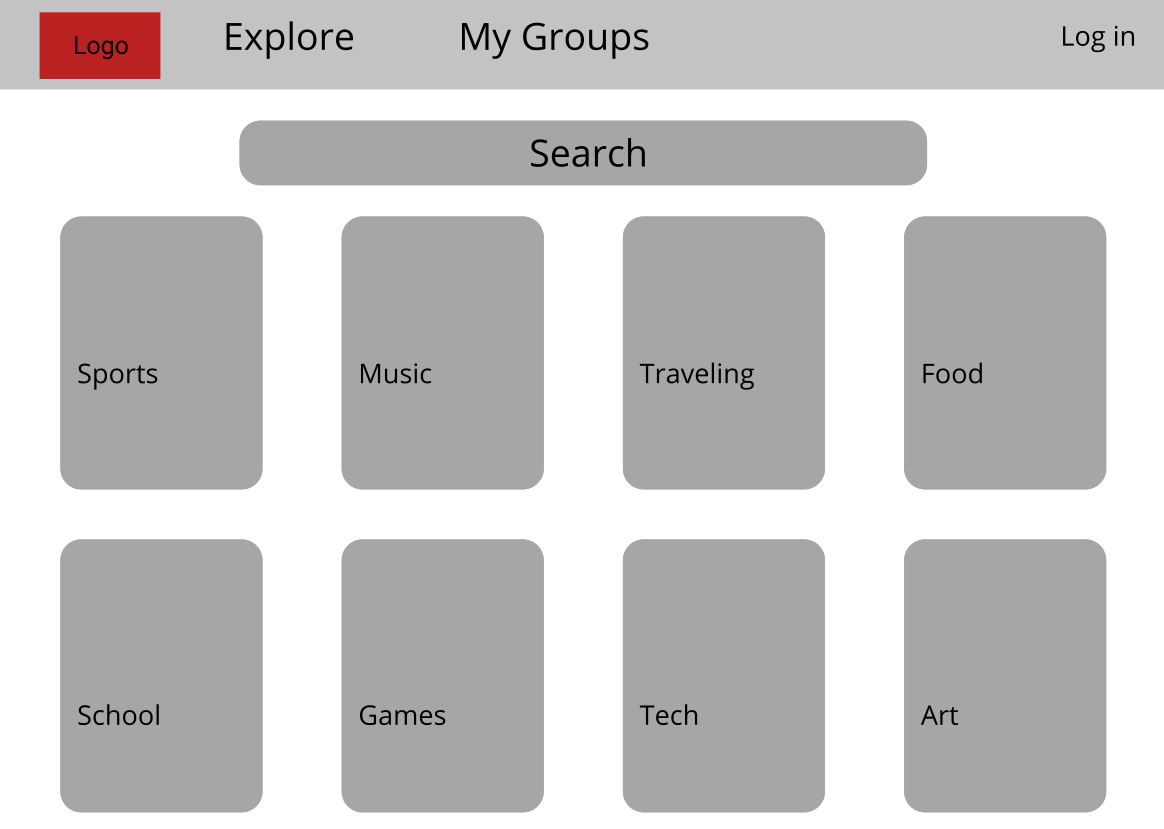 Logo
Explore
My Groups
Log in
Search
Sports
Music
Traveling
Food
School
Games
Tech
Art